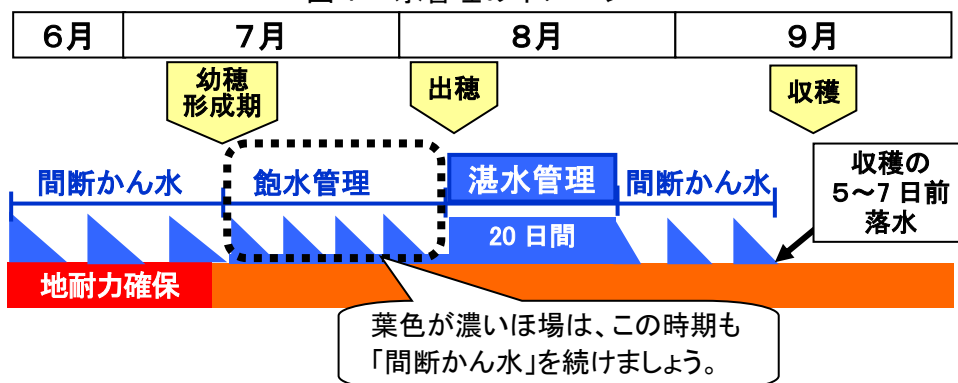 6月
7月
8月
9月
幼穂
形成期
出穂
収穫
間断かん水
飽水管理
湛水管理
間断かん水
収穫の
5～7 日前
落水
20 日間
地耐力確保
葉色が濃いほ場は、この時期も
「間断かん水」を続けましょう。